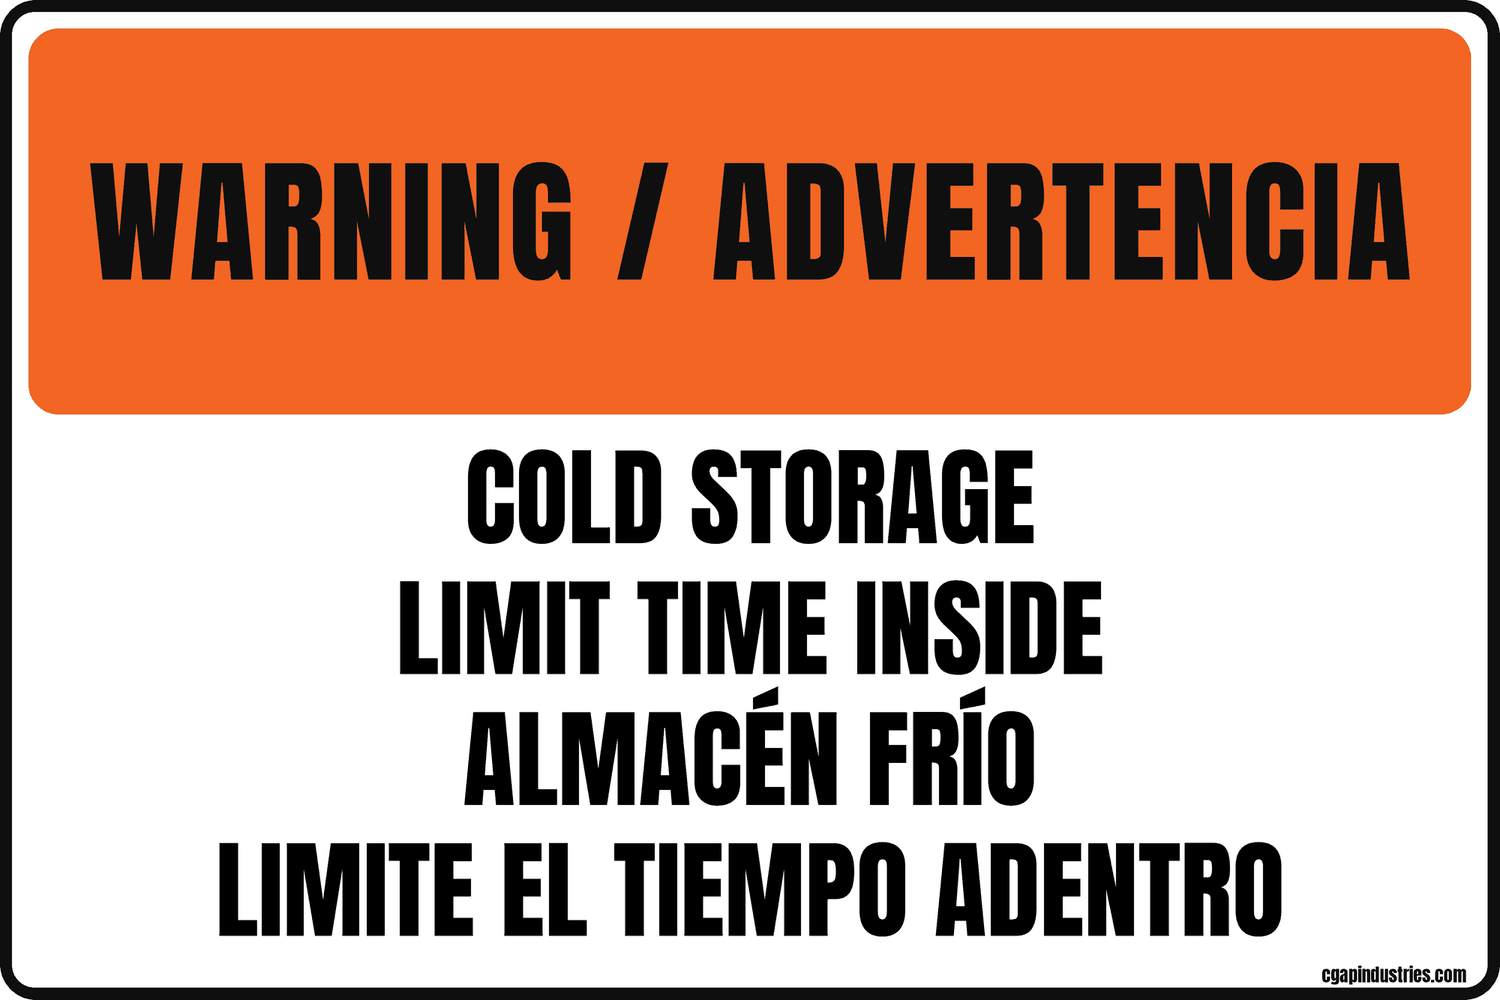 WARNING / ADVERTENCIA
COLD STORAGE
LIMIT TIME INSIDE
ALMACÉN FRÍO
LIMITE EL TIEMPO ADENTRO
cgapindustries.com